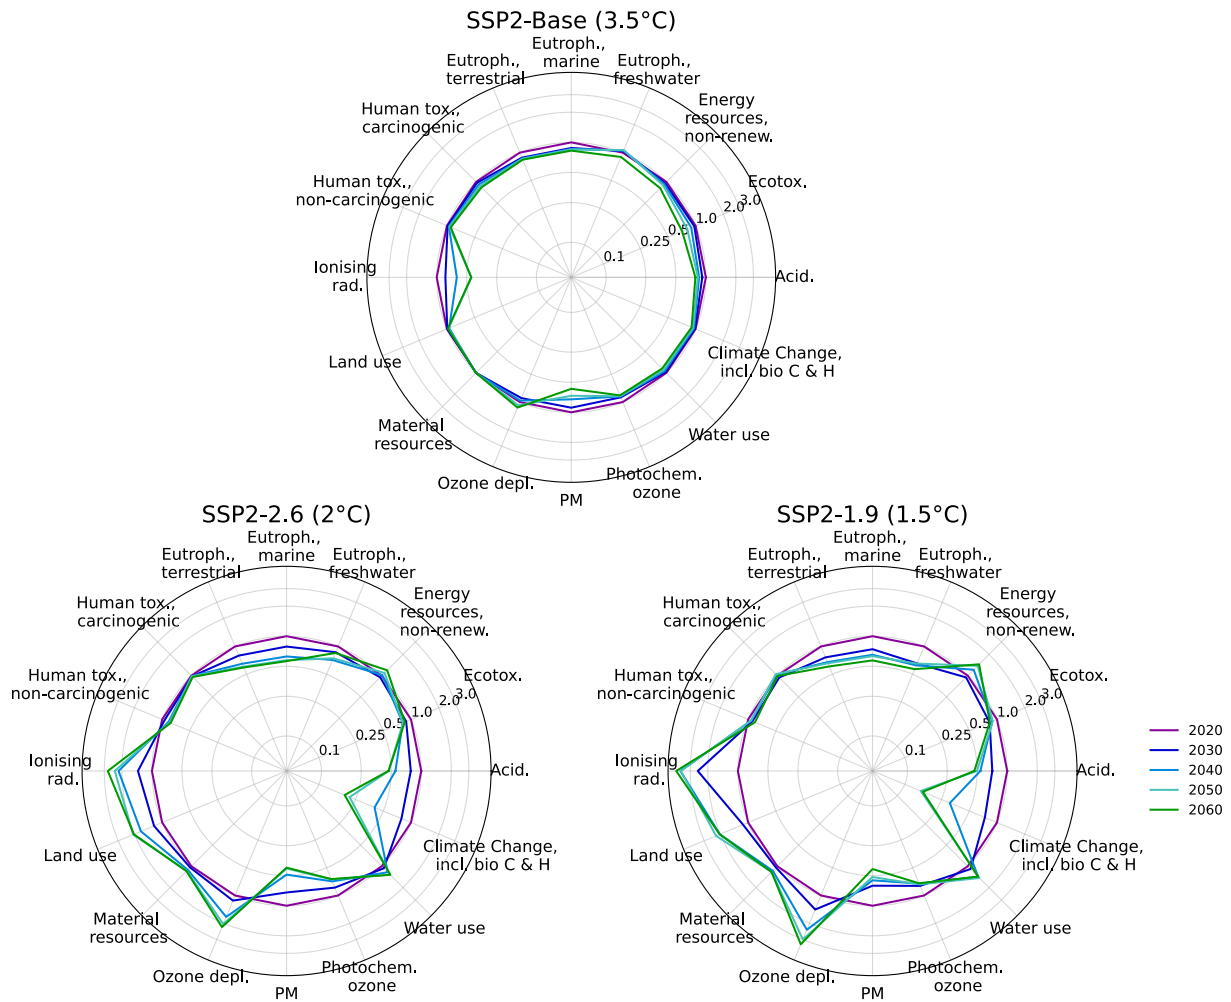 SSP2-Base (3.5°C)
Eutroph.,
marine
Eutroph.,
terrestrial
Eutroph.,
freshwater
Human tox.,
carcinogenic
Energy
resources,
non-renew.
Human tox.,
non-carcinogenic
Ecotox.
3.0
2.0
1.0
0.5
0.25
0.1
Ionising
rad.
Acid.
Land use
Climate Change,
incl. bio C & H
Material
resources
Water use
Ozone depl.
Photochem.
ozone
PM
SSP2-2.6 (2°C)
Eutroph.,
marine
Eutroph.,
terrestrial
Eutroph.,
freshwater
Human tox.,
carcinogenic
Energy
resources,
non-renew.
Human tox.,
non-carcinogenic
Ecotox.
3.0
2.0
1.0
0.5
0.25
0.1
Ionising
rad.
Acid.
Land use
Climate Change,
incl. bio C & H
Material
resources
Water use
Ozone depl.
Photochem.
ozone
PM
SSP2-1.9 (1.5°C)
Eutroph.,
marine
Eutroph.,
terrestrial
Eutroph.,
freshwater
Human tox.,
carcinogenic
Energy
resources,
non-renew.
Human tox.,
non-carcinogenic
Ecotox.
3.0
2.0
1.0
0.5
0.25
0.1
Ionising
rad.
Acid.
Land use
Climate Change,
incl. bio C & H
Material
resources
Water use
Ozone depl.
Photochem.
ozone
PM
2020
2030
2040
2050
2060